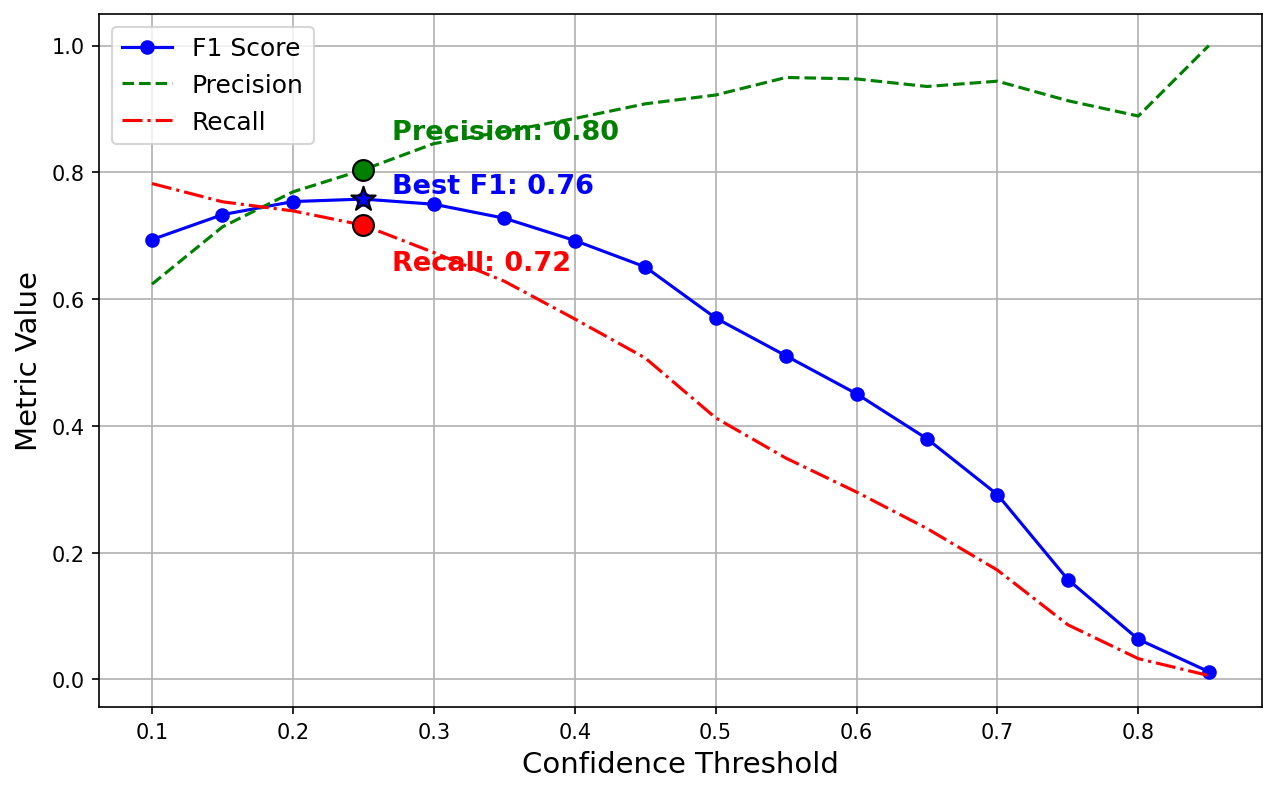 F1 Score
Precision
Recall
Precision: 0.80
Best F1: 0.76
Recall: 0.72
Metric Value
1.0
0.8
0.6
0.4
0.2
0.0
0.1 0.2 0.3 0.4 0.5 0.6 0.7 0.8
Confidence Threshold